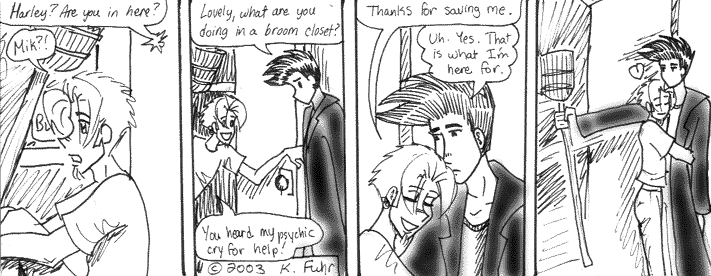 Harley? Are you in here?
Mik?!
Lovely, what are you
doing in a broom closet?
You heard my psychic
cry for help!
© 2003 K. Fuhr
Thanks for saving me.
Uh. Yes. That
is what I'm
here for.